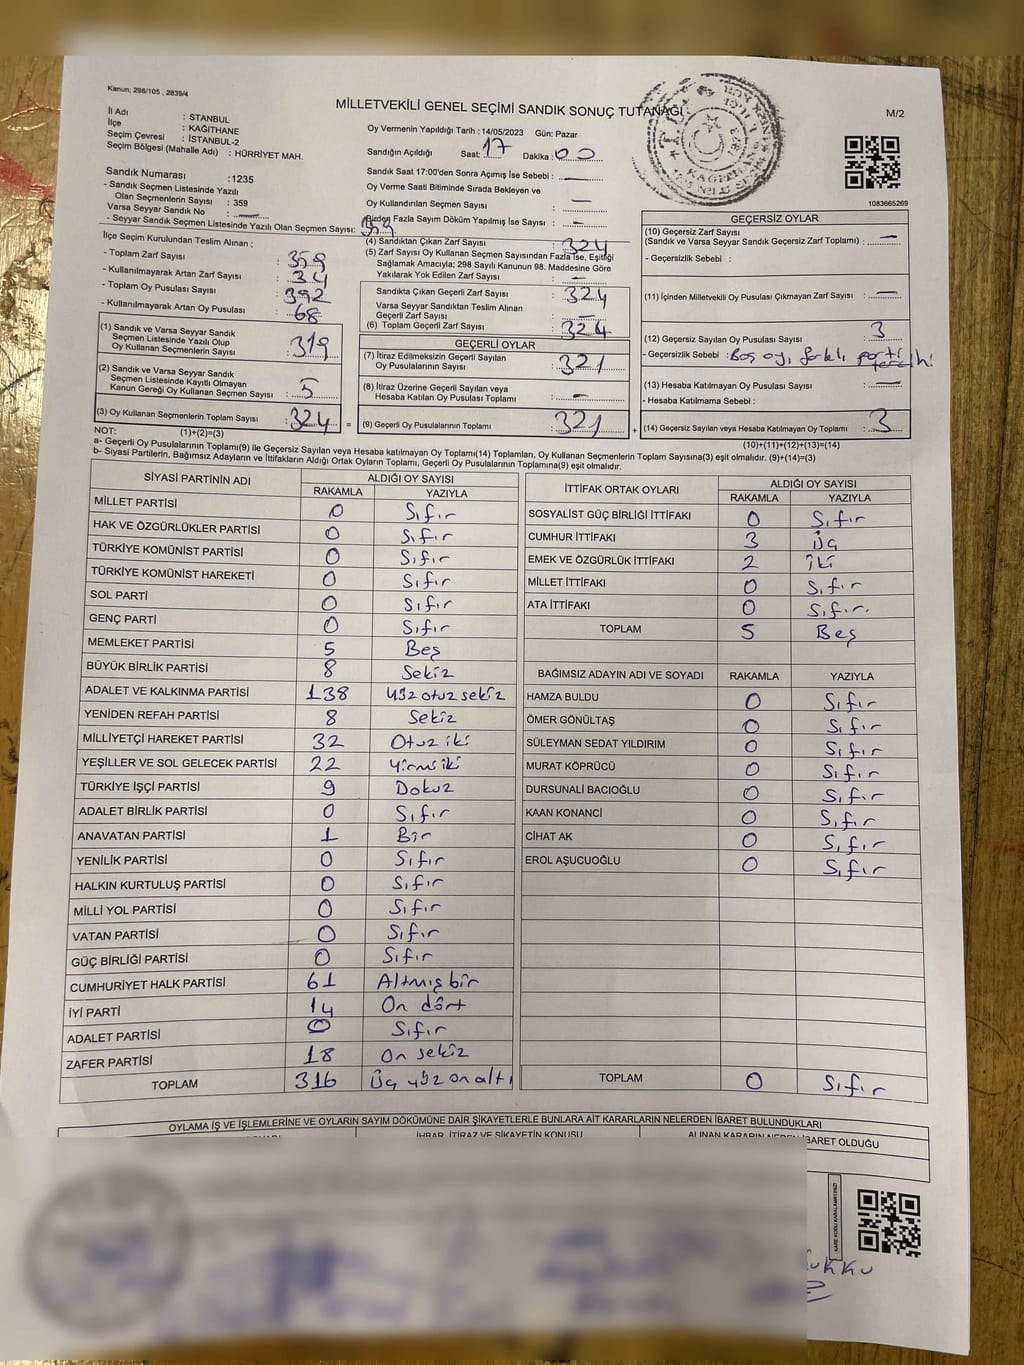 Kanun; 298/105 , 2839/4
MİLLETVEKİLİ GENEL SEÇİMİ SANDIK SONUÇ TUTANAĞI
M/2
İl Adı : STANBUL
İlçe : KAĞITHANE
Seçim Çevresi : İSTANBUL-2
Seçim Bölgesi (Mahalle Adı) : HÜRRİYET MAH.
Oy Vermenin Yapıldığı Tarih : 14/05/2023 Gün: Pazar
Sandığın Açıldığı Saat: 17 Dakika : 00
Sandık Saat 17:00'den Sonra Açımış İse Sebebi : —
Oy Verme Saati Bitiminde Sırada Bekleyen ve
Oy Kullandırılan Seçmen Sayısı : —
Birden Fazla Sayım Döküm Yapılmış İse Sayısı : —
1083665269
Sandık Numarası : 1235
- Sandık Seçmen Listesinde Yazılı
Olan Seçmenlerin Sayısı : 359
Varsa Seyyar Sandık No : —
- Seyyar Sandık Seçmen Listesinde Yazılı Olan Seçmen Sayısı:
İlçe Seçim Kurulundan Teslim Alınan ;
- Toplam Zarf Sayısı : 359
- Kullanılmayarak Artan Zarf Sayısı : 34
- Toplam Oy Pusulası Sayısı : 392
- Kullanılmayarak Artan Oy Pusulası : 68
(1) Sandık ve Varsa Seyyar Sandık
Seçmen Listesinde Yazılı Olup
Oy Kullanan Seçmenlerin Sayısı : 319
(2) Sandık ve Varsa Seyyar Sandık
Seçmen Listesinde Kayıtlı Olmayan
Kanun Gereği Oy Kullanan Seçmen Sayısı : 5
(3) Oy Kullanan Seçmenlerin Toplam Sayısı : 324 =
(4) Sandıktan Çıkan Zarf Sayısı : 324
(5) Zarf Sayısı Oy Kullanan Seçmen Sayısından Fazla İse, Eşitliği
Sağlamak Amacıyla; 298 Sayılı Kanunun 98. Maddesine Göre
Yakılarak Yok Edilen Zarf Sayısı : —
Sandıkta Çıkan Geçerli Zarf Sayısı : 324
Varsa Seyyar Sandıktan Teslim Alınan
Geçerli Zarf Sayısı : —
(6) Toplam Geçerli Zarf Sayısı : 324
GEÇERLİ OYLAR
(7) İtiraz Edilmeksizin Geçerli Sayılan
Oy Pusulalarının Sayısı : 321
(8) İtiraz Üzerine Geçerli Sayılan veya
Hesaba Katılan Oy Pusulası Toplamı : —
(9) Geçerli Oy Pusulalarının Toplamı : 321 +
GEÇERSİZ OYLAR
(10) Geçersiz Zarf Sayısı
(Sandık ve Varsa Seyyar Sandık Geçersiz Zarf Toplamı) : —
- Geçersizlik Sebebi :
(11) İçinden Milletvekili Oy Pusulası Çıkmayan Zarf Sayısı : —
(12) Geçersiz Sayılan Oy Pusulası Sayısı : 3
- Geçersizlik Sebebi : Boş oy, farklı parti tercihi
(13) Hesaba Katılmayan Oy Pusulası Sayısı : —
- Hesaba Katılmama Sebebi :
(14) Geçersiz Sayılan veya Hesaba Katılmayan Oy Toplamı : 3
NOT: (1)+(2)=(3)
(10)+(11)+(12)+(13)=(14)
a- Geçerli Oy Pusulalarının Toplamı(9) ile Geçersiz Sayılan veya Hesaba katılmayan Oy Toplamı(14) Toplamları, Oy Kullanan Seçmenlerin Toplam Sayısına(3) eşit olmalıdır. (9)+(14)=(3)
b- Siyasi Partilerin, Bağımsız Adayların ve İttifakların Aldığı Ortak Oyların Toplamı, Geçerli Oy Pusulalarının Toplamına(9) eşit olmalıdır.
SİYASİ PARTİNİN ADI ALDIĞI OY SAYISI
RAKAMLA YAZIYLA
MİLLET PARTİSİ 0 Sıfır
HAK VE ÖZGÜRLÜKLER PARTİSİ 0 Sıfır
TÜRKİYE KOMÜNİST PARTİSİ 0 Sıfır
TÜRKİYE KOMÜNİST HAREKETİ 0 Sıfır
SOL PARTİ 0 Sıfır
GENÇ PARTİ 0 Sıfır
MEMLEKET PARTİSİ 5 Beş
BÜYÜK BİRLİK PARTİSİ 8 Sekiz
ADALET VE KALKINMA PARTİSİ 138 yüz otuz sekiz
YENİDEN REFAH PARTİSİ 8 Sekiz
MİLLİYETÇİ HAREKET PARTİSİ 32 Otuz iki
YEŞİLLER VE SOL GELECEK PARTİSİ 22 Yirmi iki
TÜRKİYE İŞÇİ PARTİSİ 9 Dokuz
ADALET BİRLİK PARTİSİ 0 Sıfır
ANAVATAN PARTİSİ 1 Bir
YENİLİK PARTİSİ 0 Sıfır
HALKIN KURTULUŞ PARTİSİ 0 Sıfır
MİLLİ YOL PARTİSİ 0 Sıfır
VATAN PARTİSİ 0 Sıfır
GÜÇ BİRLİĞİ PARTİSİ 0 Sıfır
CUMHURİYET HALK PARTİSİ 61 Altmış bir
İYİ PARTİ 14 On dört
ADALET PARTİSİ 0 Sıfır
ZAFER PARTİSİ 18 On sekiz
TOPLAM 316 Üç yüz on altı
İTTİFAK ORTAK OYLARI ALDIĞI OY SAYISI
RAKAMLA YAZIYLA
SOSYALİST GÜÇ BİRLİĞİ İTTİFAKI 0 Sıfır
CUMHUR İTTİFAKI 3 Üç
EMEK VE ÖZGÜRLÜK İTTİFAKI 2 İki
MİLLET İTTİFAKI 0 Sıfır
ATA İTTİFAKI 0 Sıfır.
TOPLAM 5 Beş
BAĞIMSIZ ADAYIN ADI VE SOYADI RAKAMLA YAZIYLA
HAMZA BULDU 0 Sıfır
ÖMER GÖNÜLTAŞ 0 Sıfır
SÜLEYMAN SEDAT YILDIRIM 0 Sıfır
MURAT KÖPRÜCÜ 0 Sıfır
DURSUNALİ BACIOĞLU 0 Sıfır
KAAN KONANCİ 0 Sıfır
CİHAT AK 0 Sıfır
EROL AŞUCUOĞLU 0 Sıfır
TOPLAM 0 Sıfır
OYLAMA İŞ VE İŞLEMLERİNE VE OYLARIN SAYIM DÖKÜMÜNE DAİR ŞİKAYETLERLE BUNLARA AİT KARARLARIN NELERDEN İBARET BULUNDUKLARI
İHBAR, İTİRAZ VE ŞİKAYETİN KONUSU
ALINAN KARARIN NEDEN İBARET OLDUĞU
KARE KODU KARALAMAYINIZ!